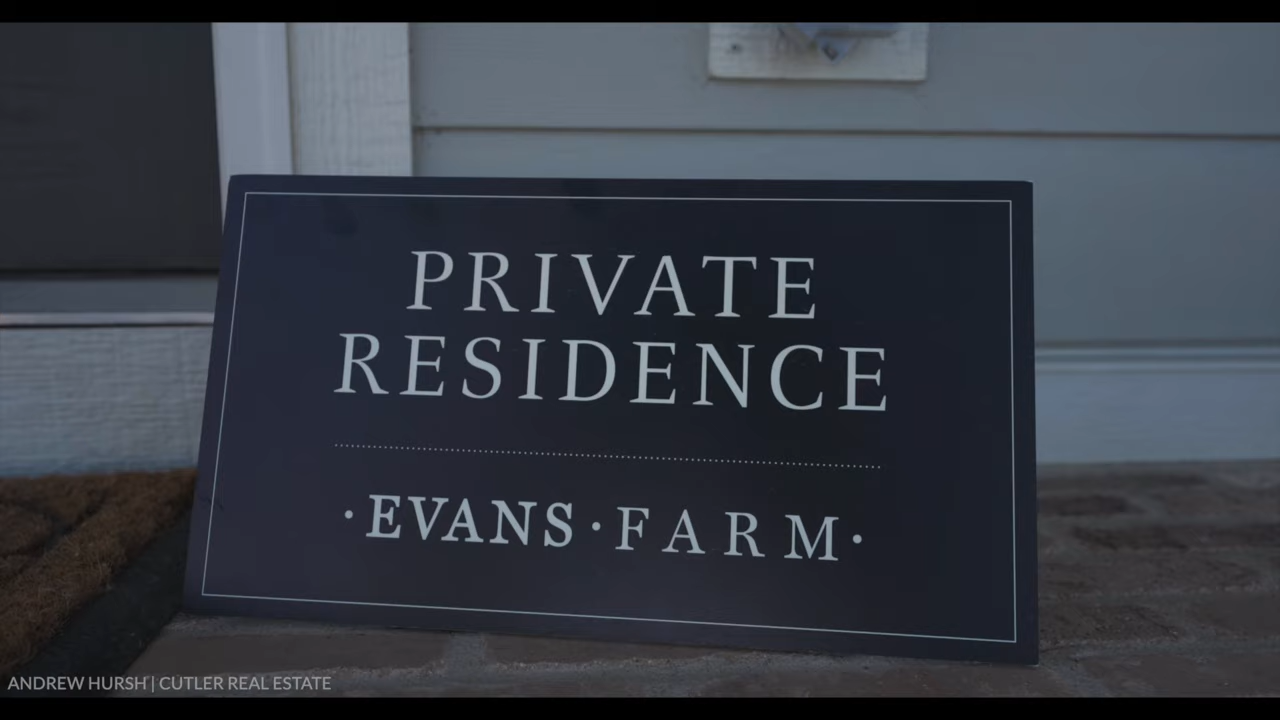 PRIVATE
RESIDENCE
·EVANS·FARM·
ANDREW HURSH | CUTLER REAL ESTATE